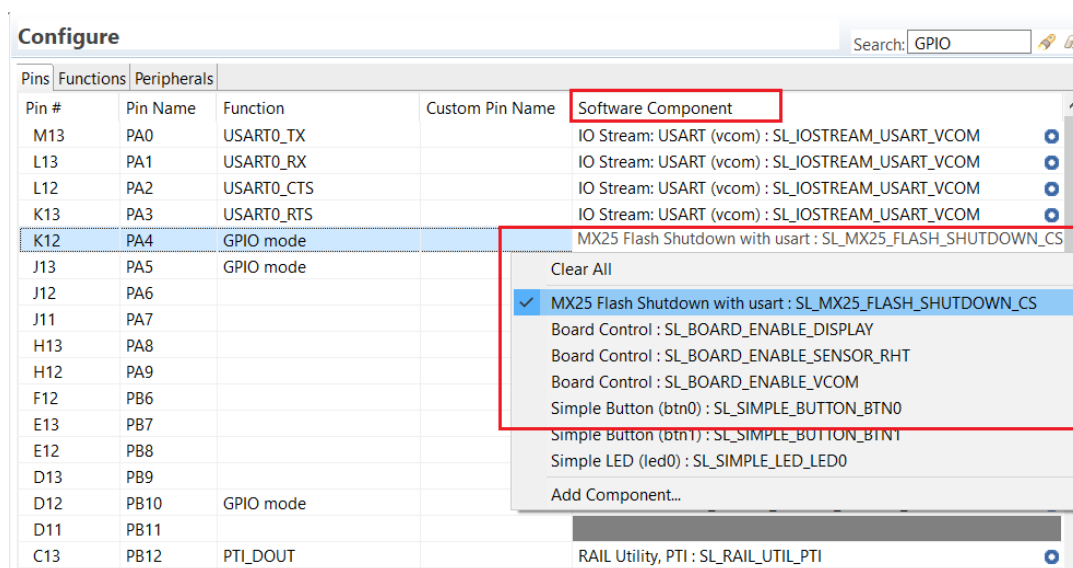 Configure
Search: GPIO
Pins Functions Peripherals
Pin # Pin Name Function Custom Pin Name Software Component
M13 PA0 USART0_TX IO Stream: USART (vcom) : SL_IOSTREAM_USART_VCOM
L13 PA1 USART0_RX IO Stream: USART (vcom) : SL_IOSTREAM_USART_VCOM
L12 PA2 USART0_CTS IO Stream: USART (vcom) : SL_IOSTREAM_USART_VCOM
K13 PA3 USART0_RTS IO Stream: USART (vcom) : SL_IOSTREAM_USART_VCOM
K12 PA4 GPIO mode MX25 Flash Shutdown with usart : SL_MX25_FLASH_SHUTDOWN_CS
J13 PA5 GPIO mode
J12 PA6
J11 PA7
H13 PA8
H12 PA9
F12 PB6
E13 PB7
E12 PB8
D13 PB9
D12 PB10 GPIO mode
D11 PB11
C13 PB12 PTI_DOUT RAIL Utility, PTI : SL_RAIL_UTIL_PTI
Clear All
MX25 Flash Shutdown with usart : SL_MX25_FLASH_SHUTDOWN_CS
Board Control : SL_BOARD_ENABLE_DISPLAY
Board Control : SL_BOARD_ENABLE_SENSOR_RHT
Board Control : SL_BOARD_ENABLE_VCOM
Simple Button (btn0) : SL_SIMPLE_BUTTON_BTN0
Simple Button (btn1) : SL_SIMPLE_BUTTON_BTN1
Simple LED (led0) : SL_SIMPLE_LED_LED0
Add Component...